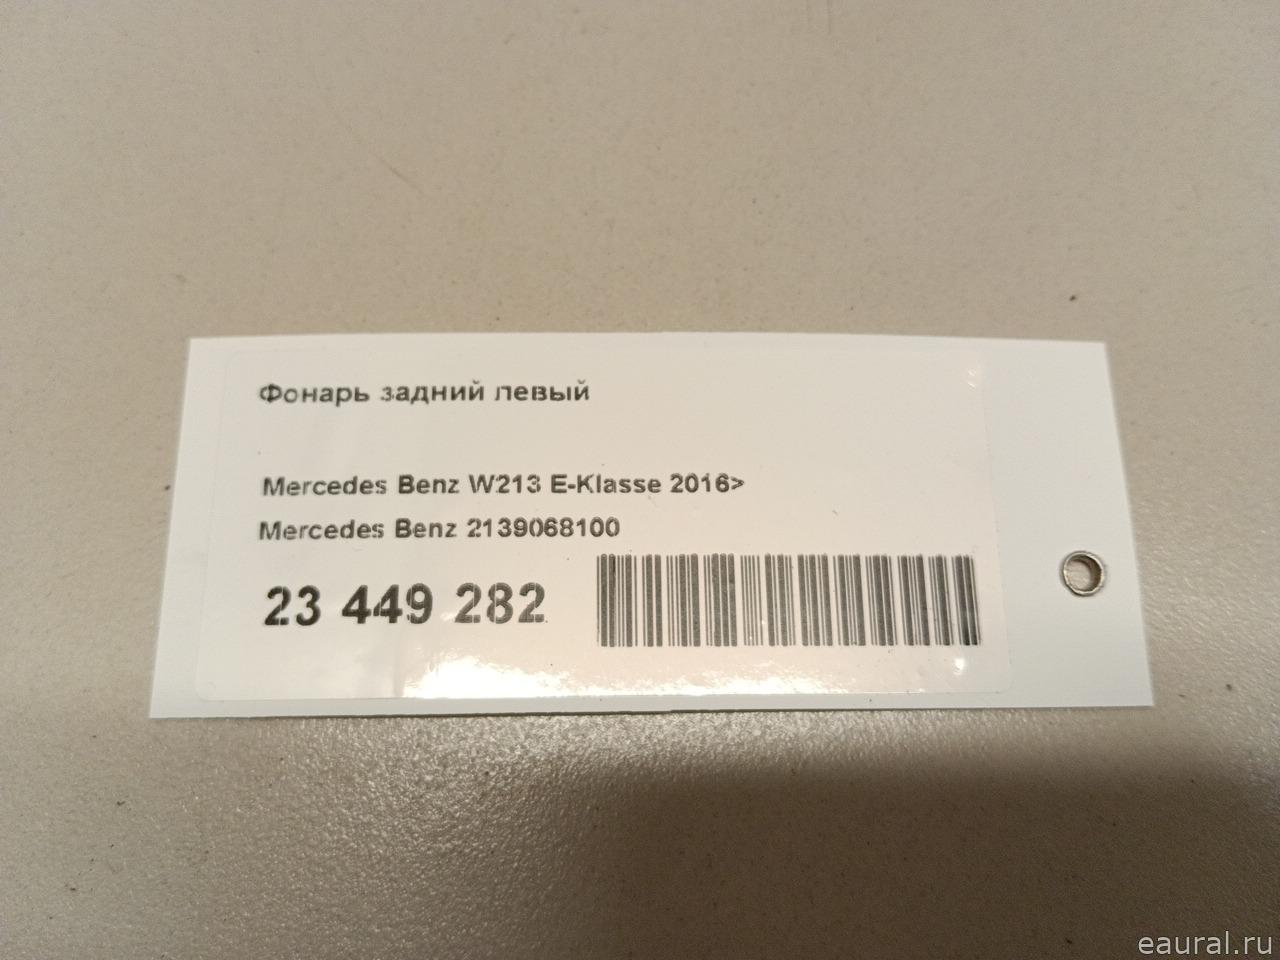 Фонарь задний левый
Mercedes Benz W213 E-Klasse 2016>
Mercedes Benz 2139068100
23 449 282
eaural.ru